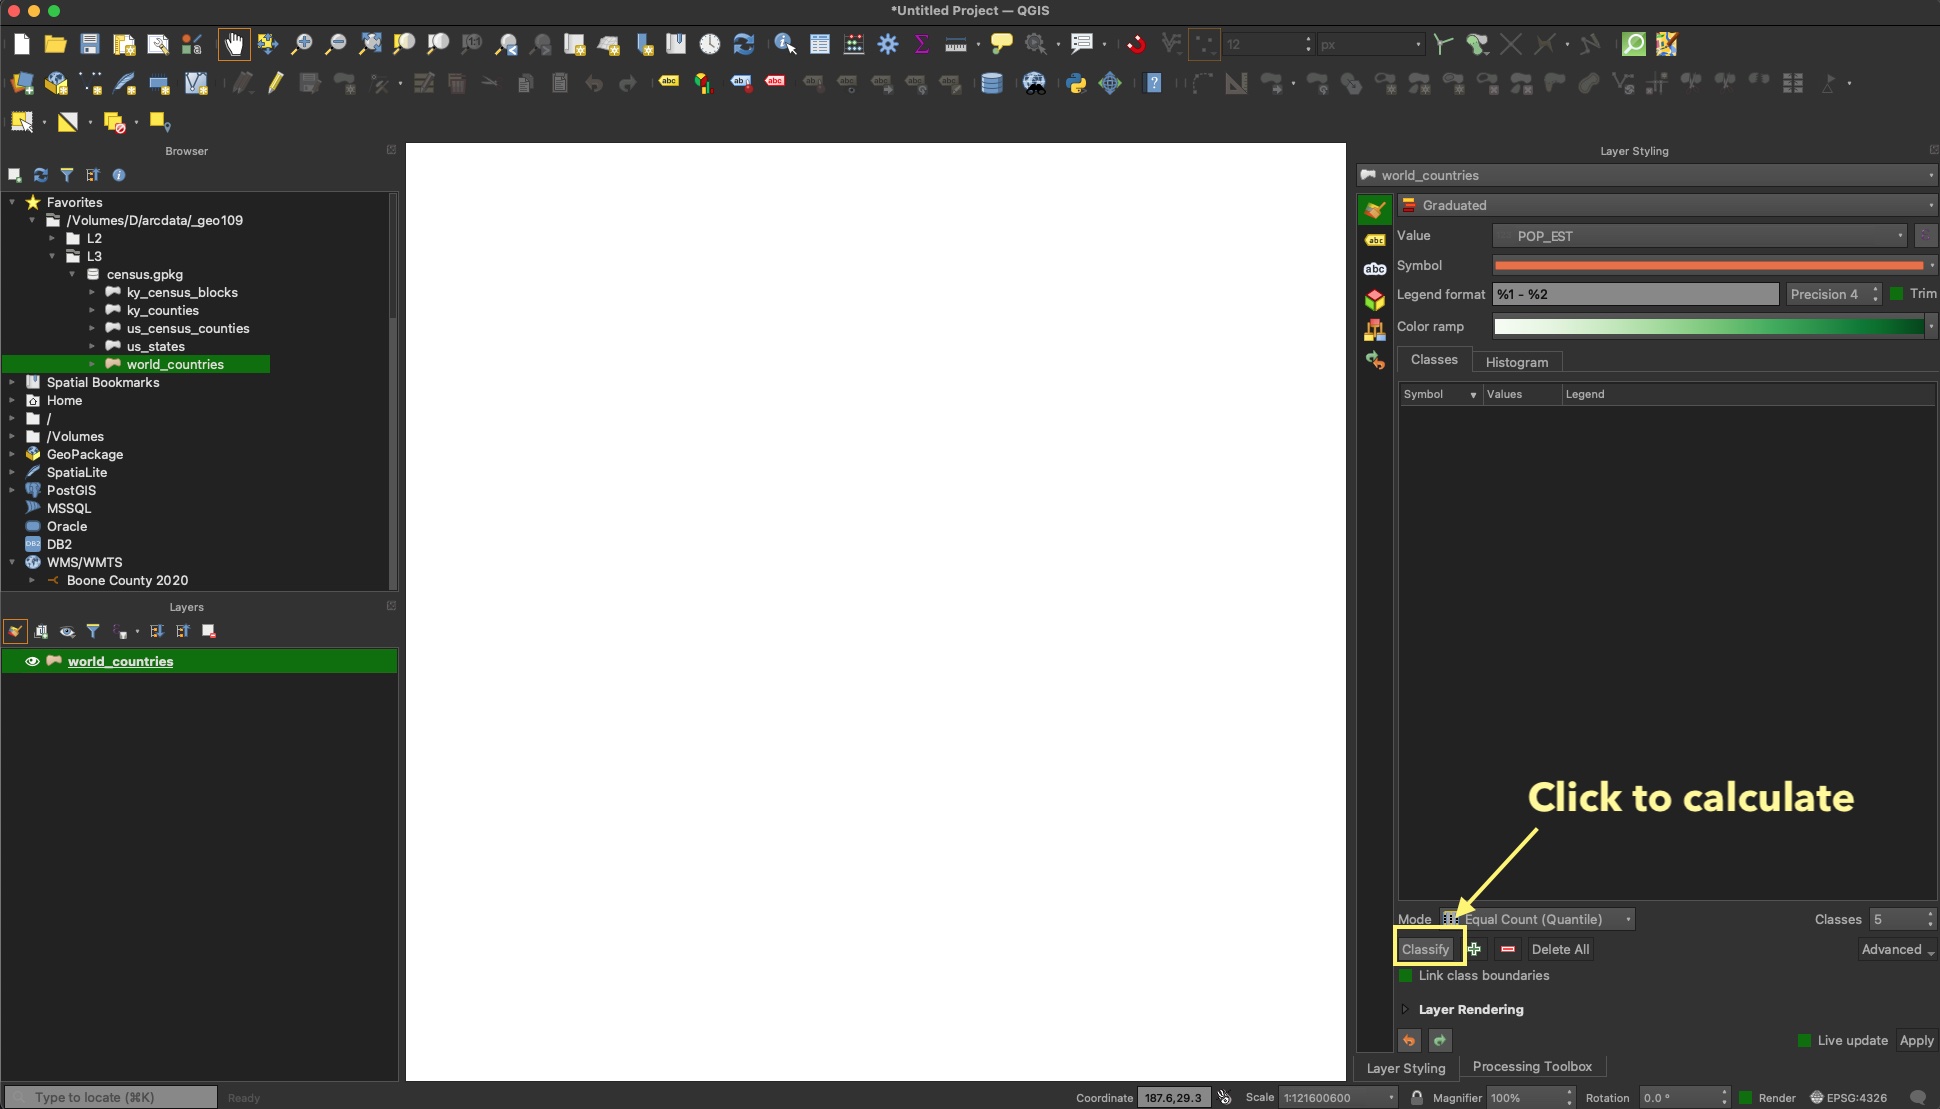 *Untitled Project — QGIS
12
px
Browser
Layer Styling
world_countries
Favorites
/Volumes/D/arcdata/_geo109
L2
L3
census.gpkg
ky_census_blocks
ky_counties
us_census_counties
us_states
world_countries
Spatial Bookmarks
Home
/
/Volumes
GeoPackage
SpatiaLite
PostGIS
MSSQL
Oracle
DB2
WMS/WMTS
Boone County 2020
Layers
world_countries
Graduated
Value POP_EST
Symbol
Legend format %1 - %2 Precision 4 Trim
Color ramp
Classes Histogram
Symbol Values Legend
Click to calculate
Mode Equal Count (Quantile) Classes 5
Classify Delete All Advanced
Link class boundaries
Layer Rendering
Live update Apply
Layer Styling Processing Toolbox
Type to locate (⌘K) Ready Coordinate 187.6,29.3 Scale 1:121600600 Magnifier 100% Rotation 0.0 ° Render EPSG:4326